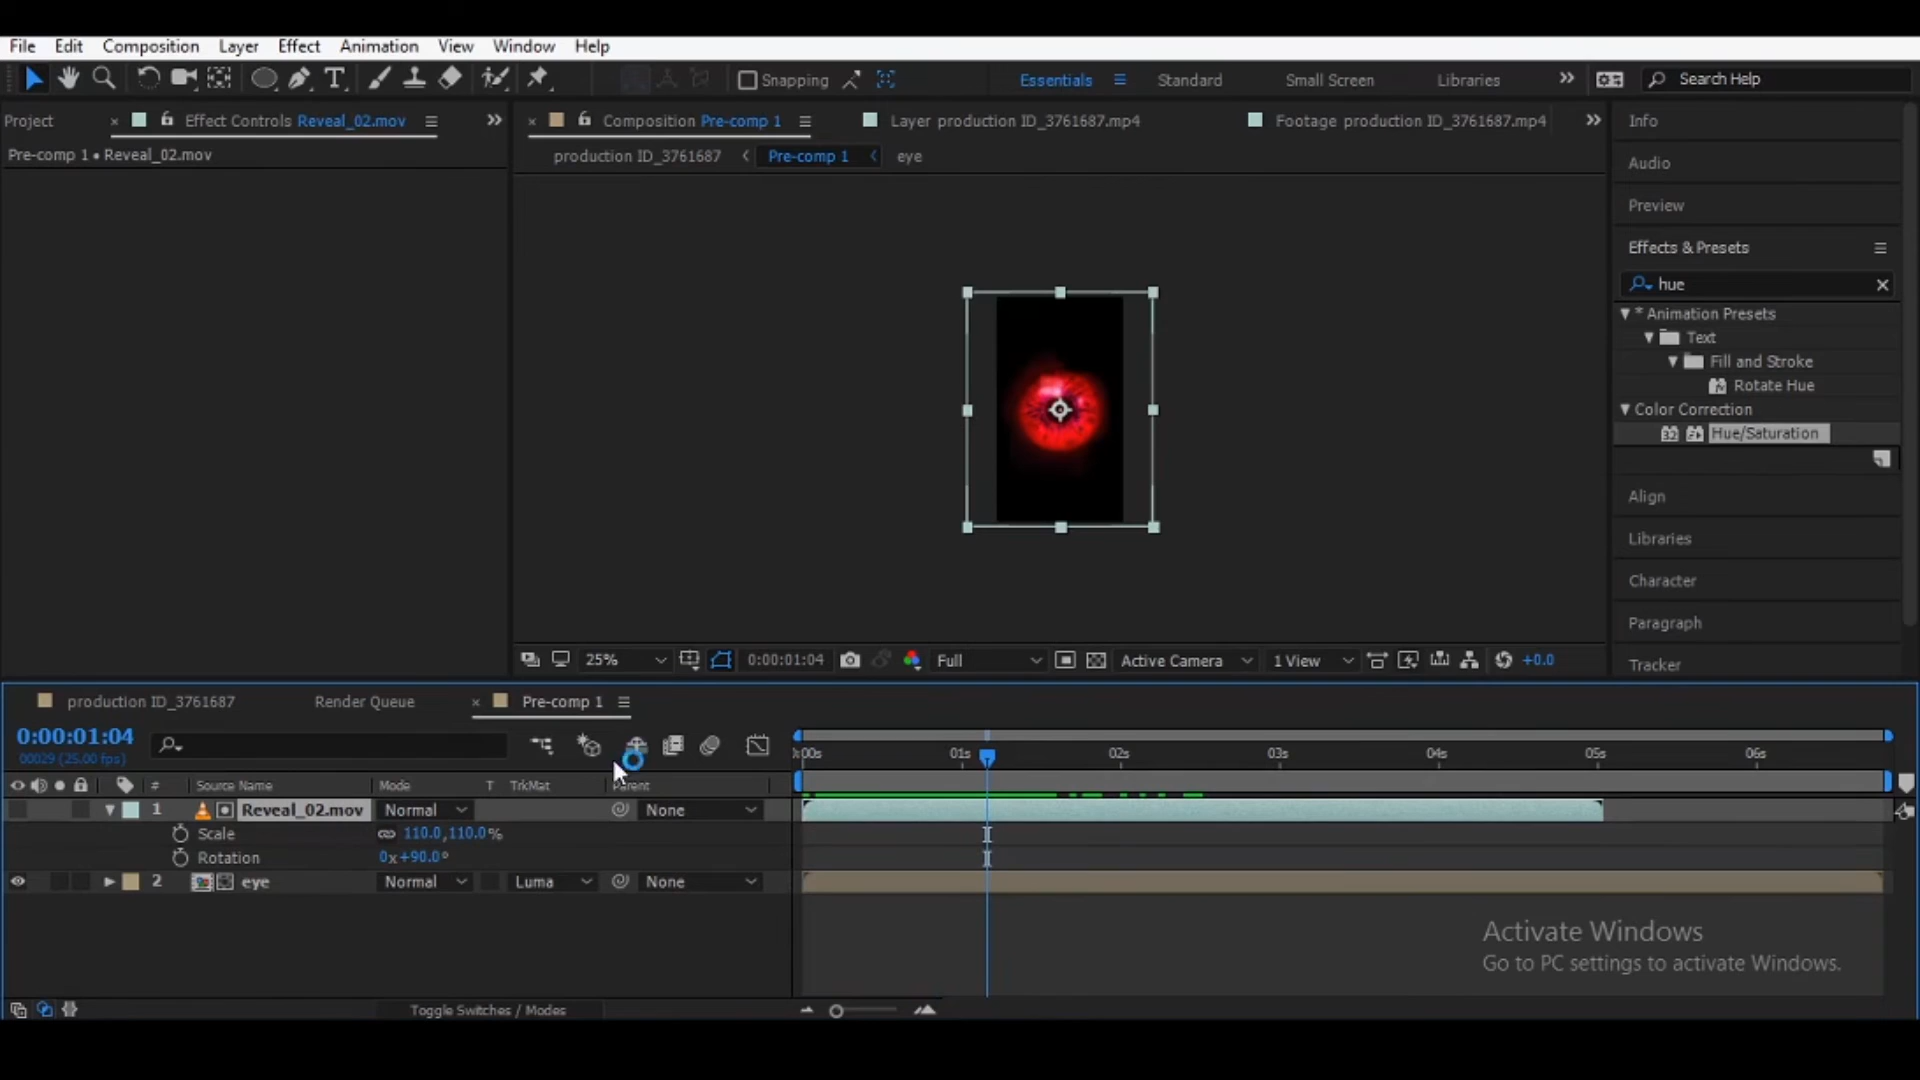 File Edit Composition Layer Effect Animation View Window Help
Snapping Essentials Standard Small Screen Libraries Search Help
Project Effect Controls Reveal_02.mov Composition Pre-comp 1 Layer production ID_3761687.mp4 Footage production ID_3761687.mp4 Info
Pre-comp 1 • Reveal_02.mov production ID_3761687 Pre-comp 1 eye
Audio
Preview
Effects & Presets
hue
* Animation Presets
Text
Fill and Stroke
Rotate Hue
Color Correction
32 Hue/Saturation
Align
Libraries
Character
Paragraph
Tracker
25% 0:00:01:04 Full Active Camera 1 View +0.0
production ID_3761687 Render Queue Pre-comp 1
0:00:01:04
00029 (25.00 fps)
:00s 01s 02s 03s 04s 05s 06s
# Source Name Mode T TrkMat Parent
1 Reveal_02.mov Normal None
Scale 110.0,110.0%
Rotation 0x+90.0°
2 eye Normal Luma None
Activate Windows
Go to PC settings to activate Windows.
Toggle Switches / Modes